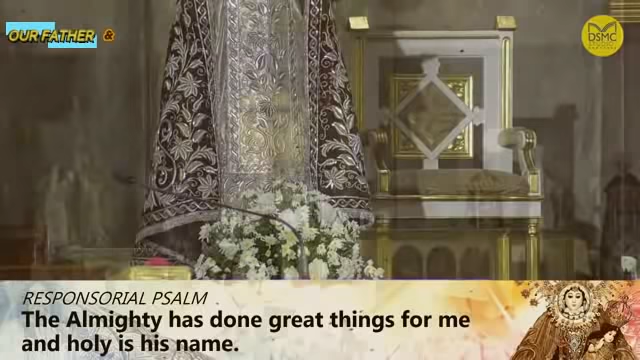 OUR FATHER &
DSMC
RESPONSORIAL PSALM
The Almighty has done great things for me
and holy is his name.